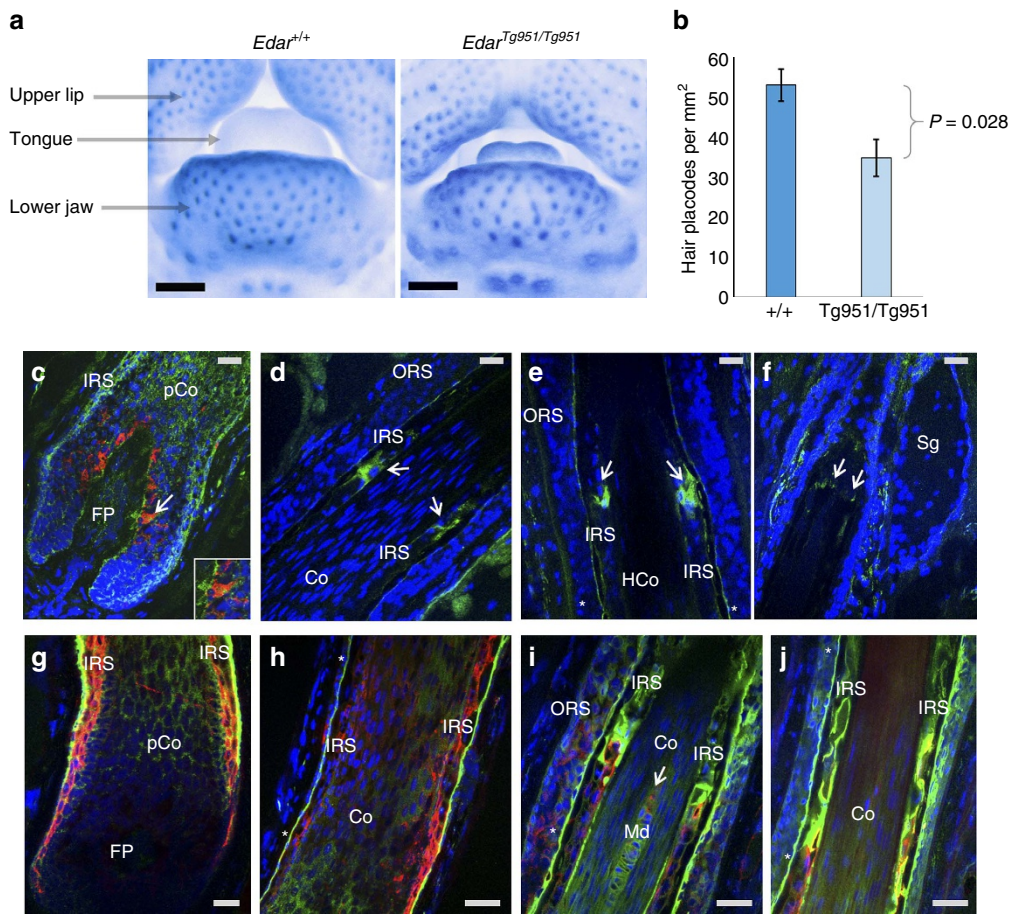 a
Edar+/+
EdarTg951/Tg951
Upper lip
Tongue
Lower jaw
b
Hair placodes per mm2
60
50
40
30
20
10
0
P = 0.028
+/+
Tg951/Tg951
c
IRS
pCo
FP
d
ORS
IRS
IRS
Co
e
ORS
IRS
HCo
IRS
*
*
f
Sg
g
IRS
IRS
pCo
FP
h
*
IRS
IRS
Co
*
i
ORS
IRS
Co
IRS
Md
*
j
*
IRS
IRS
Co
*